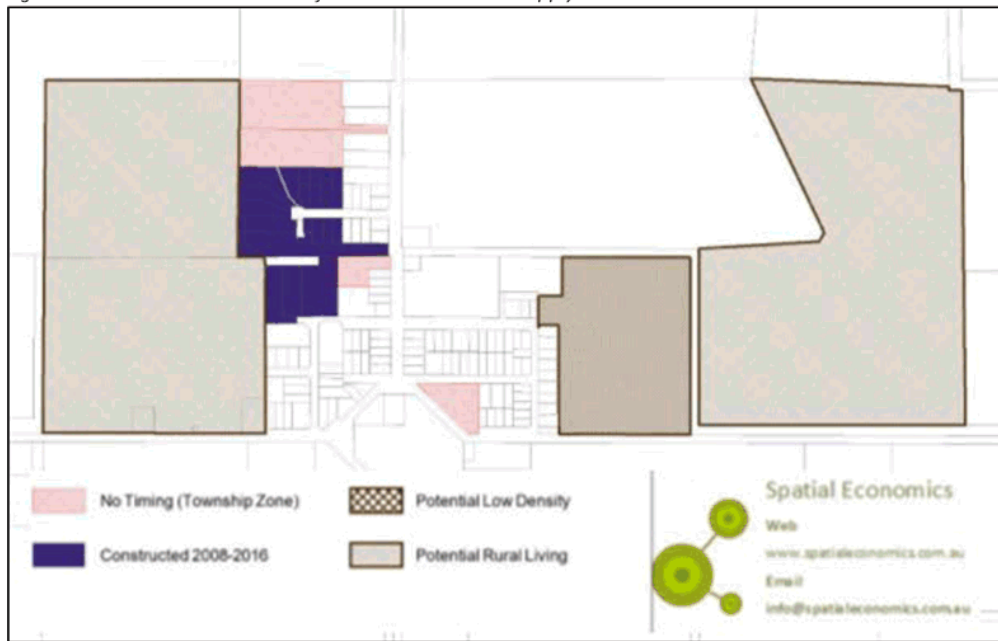 No Timing (Township Zone)
Potential Low Density
Constructed 2008-2016
Potential Rural Living
Spatial Economics
Web
www.spatialeconomics.com.au
Email
info@spatialeconomics.com.au